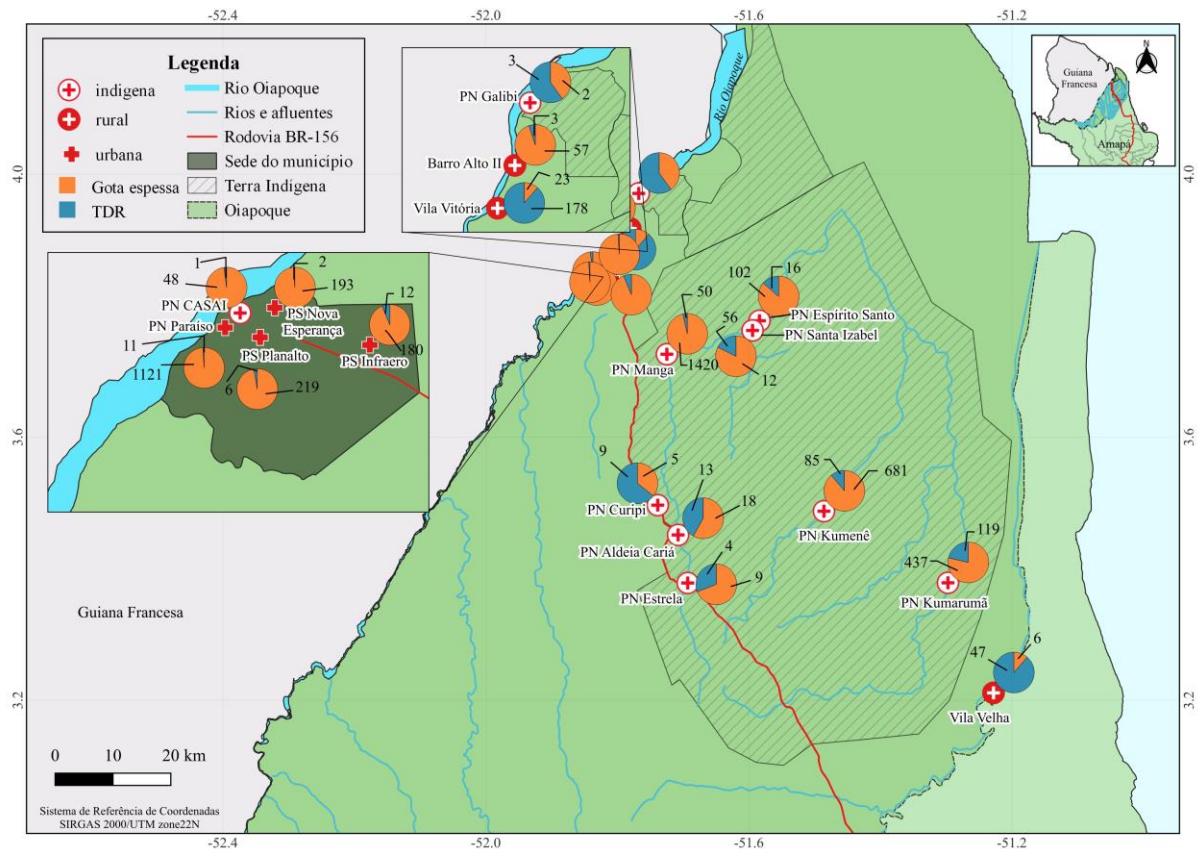 -52.4
-52.0
-51.6
-51.2
Legenda
indígena
rural
urbana
Gota espessa
TDR
Rio Oiapoque
Rios e afluentes
Rodovia BR-156
Sede do município
Terra Indígena
Oiapoque
3
PN Galibi
2
3
Barro Alto II
57
23
Vila Vitória
178
Rio Oiapoque
N
Guiana
Francesa
Amapá
4.0
4.0
1
2
48
193
12
PN CASAI
PS Nova
Esperança
PN Paraíso
11
PS Planalto
PS Infraero
180
1121
6
219
102
16
50
56
PN Espírito Santo
PN Santa Izabel
PN Manga
1420
12
3.6
3.6
9
5
13
85
681
PN Curipi
18
PN Kumenê
PN Aldeia Cariá
4
119
437
9
PN Estrela
PN Kumarumã
Guiana Francesa
47
6
3.2
3.2
Vila Velha
0
10
20 km
Sistema de Referência de Coordenadas
SIRGAS 2000/UTM zone22N
-52.4
-52.0
-51.6
-51.2